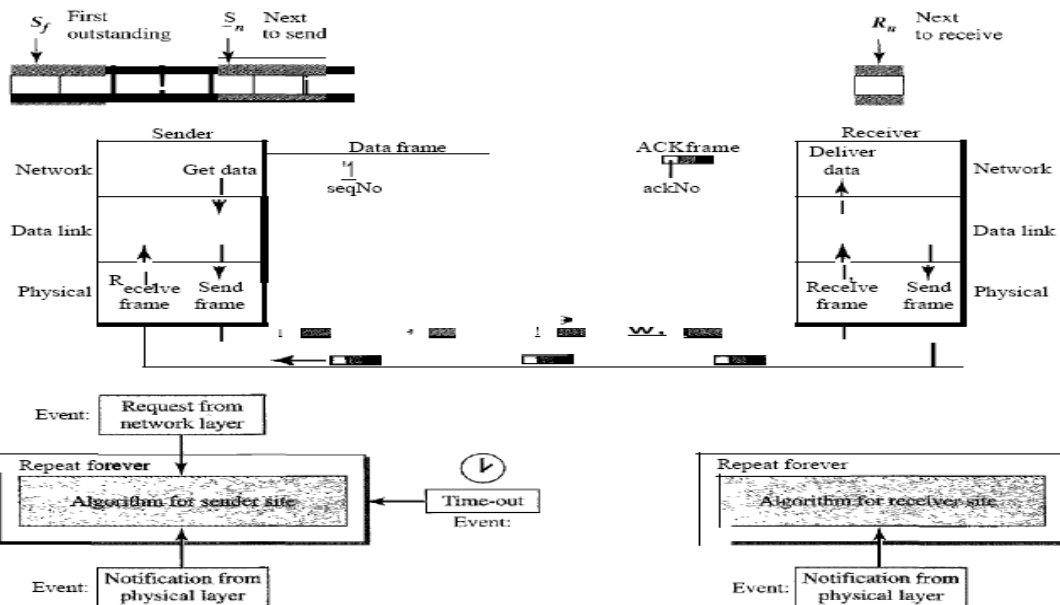 Sf First outstanding
Sn Next to send
Rn Next to receive
Sender
Receiver
Network
Get data
Data frame
seqNo
ACK frame
ackNo
Deliver data
Network
Data link
Data link
Physical
Receive frame
Send frame
Receive frame
Send frame
Physical
Event:
Request from network layer
Repeat forever
Algorithm for sender site
Time-out
Event:
Event:
Notification from physical layer
Repeat forever
Algorithm for receiver site
Event:
Notification from physical layer